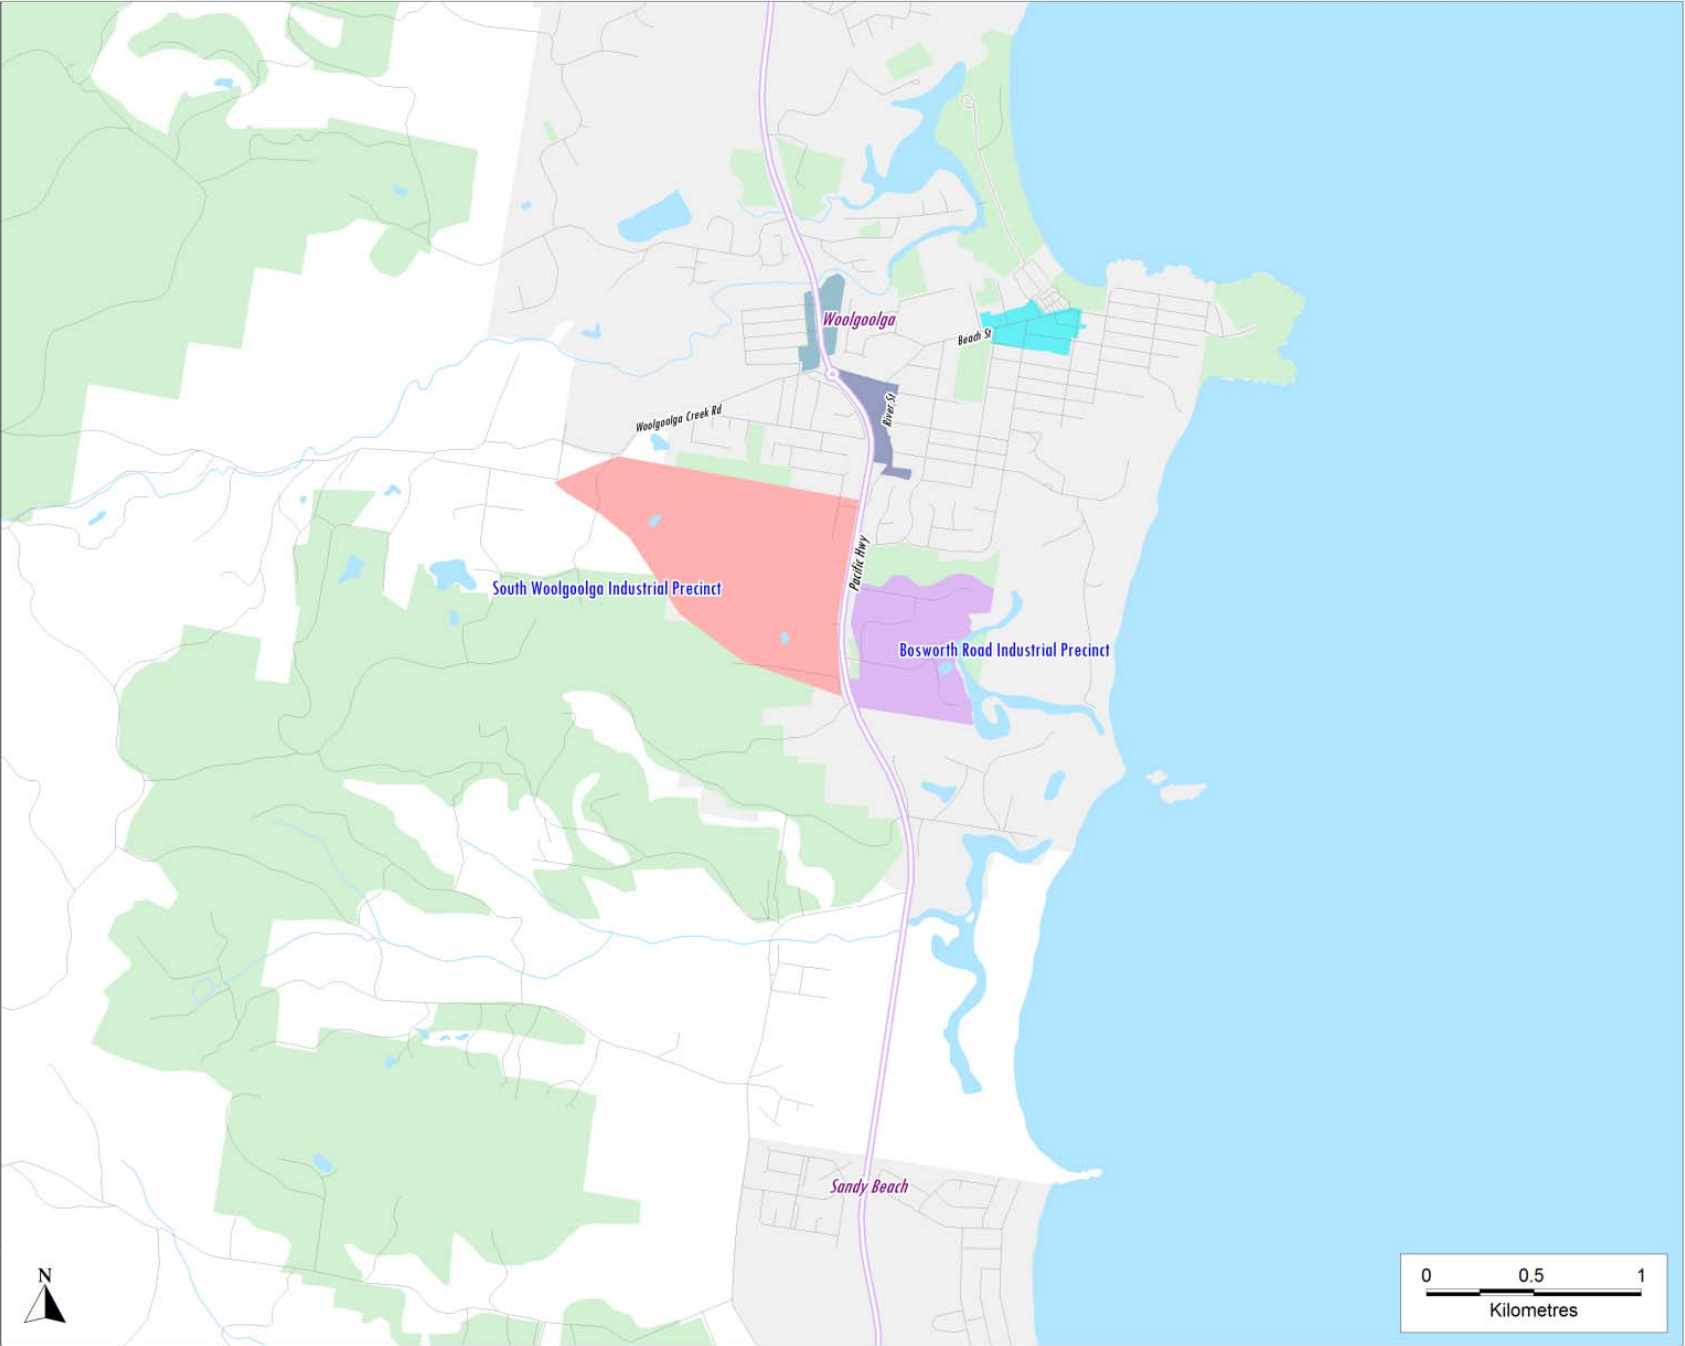 Woolgoolga
Beach St
River St
Woolgoolga Creek Rd
Pacific Hwy
South Woolgoolga Industrial Precinct
Bosworth Road Industrial Precinct
Sandy Beach
N
0 0.5 1
Kilometres